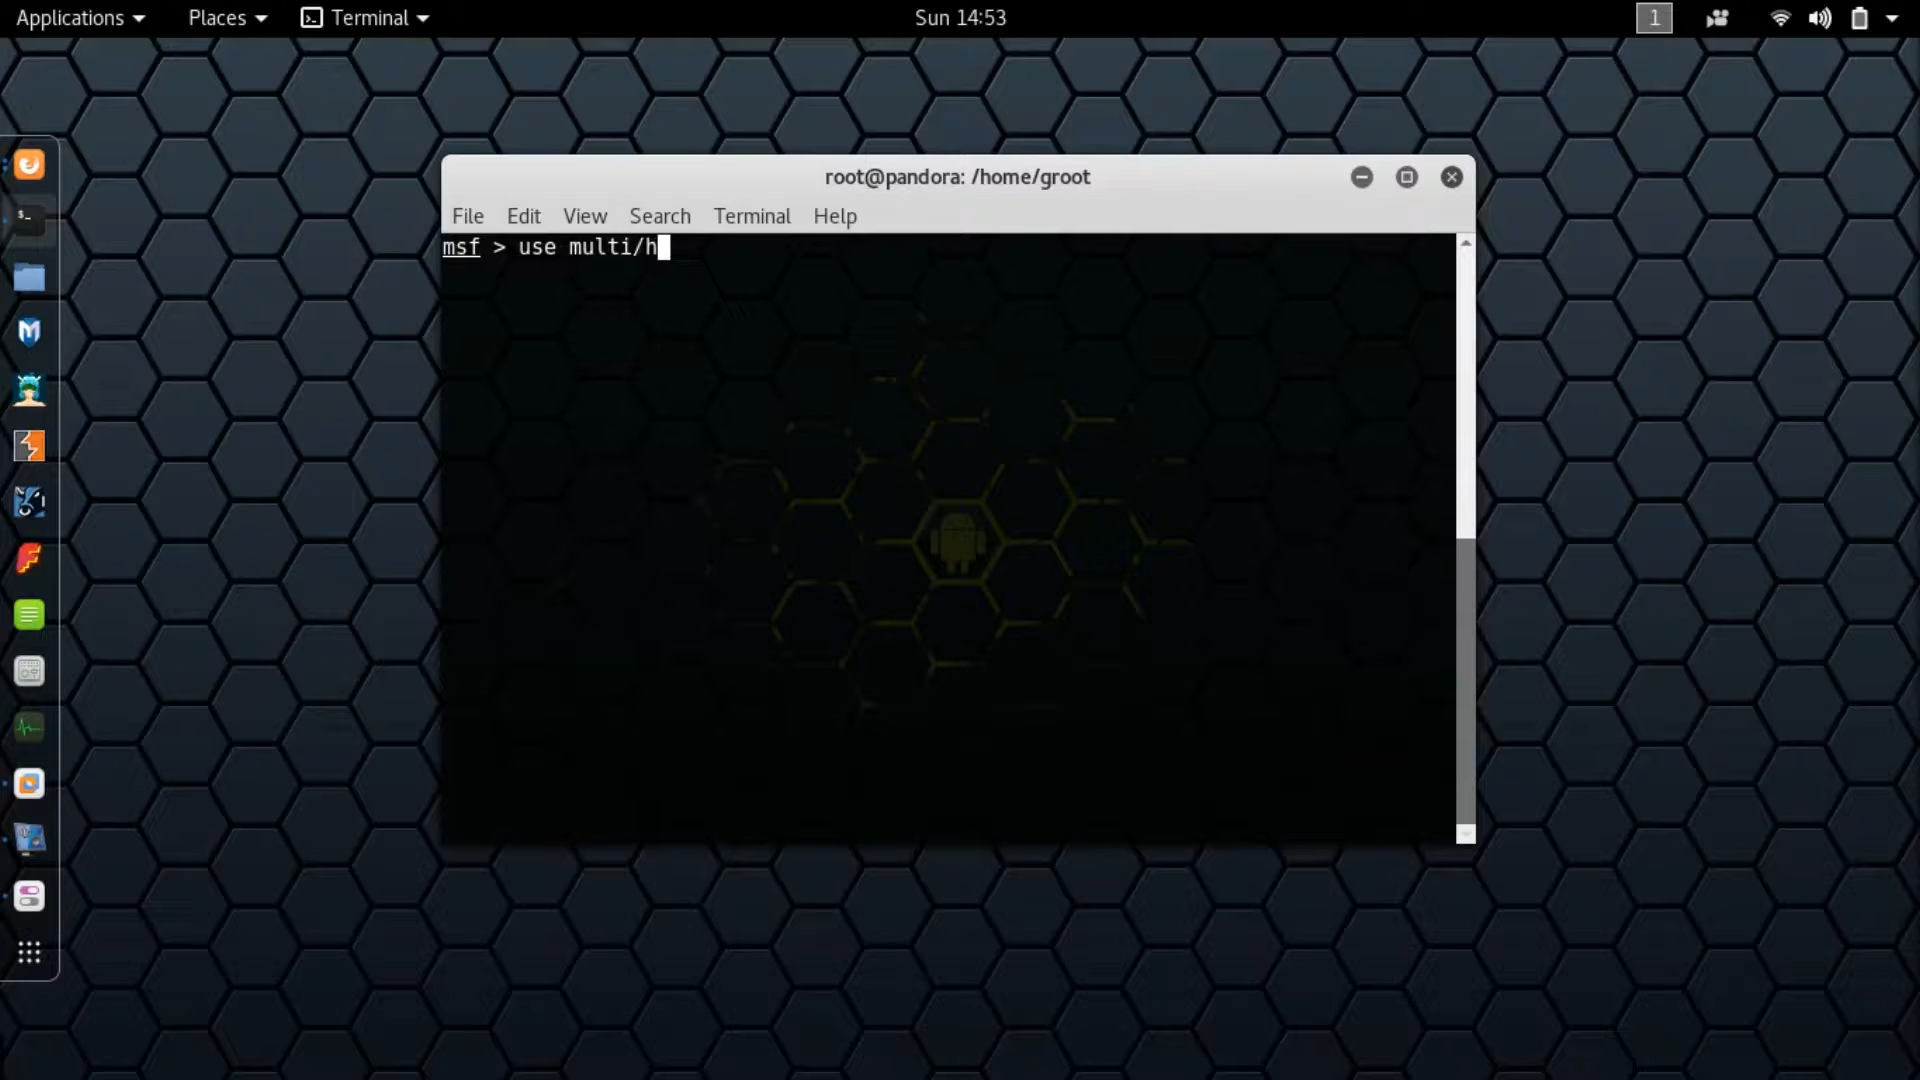 Applications Places Terminal Sun 14:53 1
root@pandora: /home/groot
File Edit View Search Terminal Help
msf > use multi/h